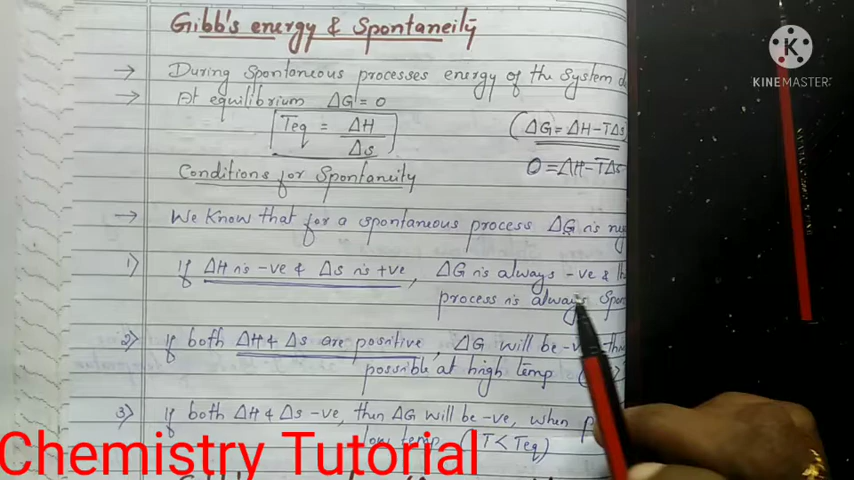 Gibb's energy & Spontaneity
→ During Spontaneous processes energy of the System
→ At equilibrium ΔG = 0
Teq = ΔH / ΔS
(ΔG = ΔH - TΔS
0 = ΔH - TΔS
Conditions for Spontaneity
→ We Know that for a spontaneous process ΔG is
1) If ΔH is -ve & ΔS is +ve, ΔG is always -ve &
process is always
2) If both ΔH & ΔS are positive, ΔG will be
possible at high temp
3) If both ΔH & ΔS -ve, then ΔG will be -ve, when
low temp (T < Teq)
Chemistry Tutorial
K
KINEMASTER